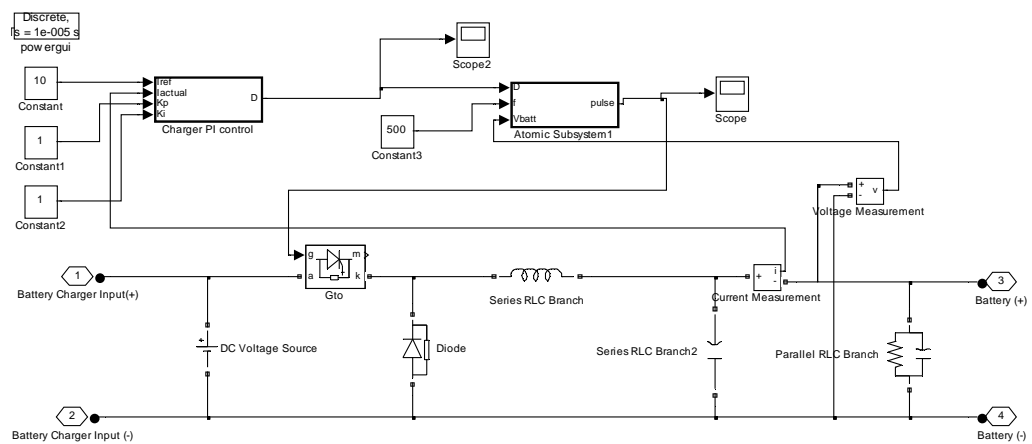 Discrete,
Ts = 1e-005 s
powergui
Scope2
10
Constant
Iref
Iactual
Kp
Ki
D
Charger PI control
1
Constant1
1
Constant2
500
Constant3
D
f
Vbatt
pulse
Atomic Subsystem1
Scope
+
-
v
Voltage Measurement
1
Battery Charger Input(+)
g
m
a
k
Gto
Series RLC Branch
+
i
-
Current Measurement
3
Battery (+)
+
DC Voltage Source
Diode
Series RLC Branch2
Parallel RLC Branch
2
Battery Charger Input (-)
4
Battery (-)